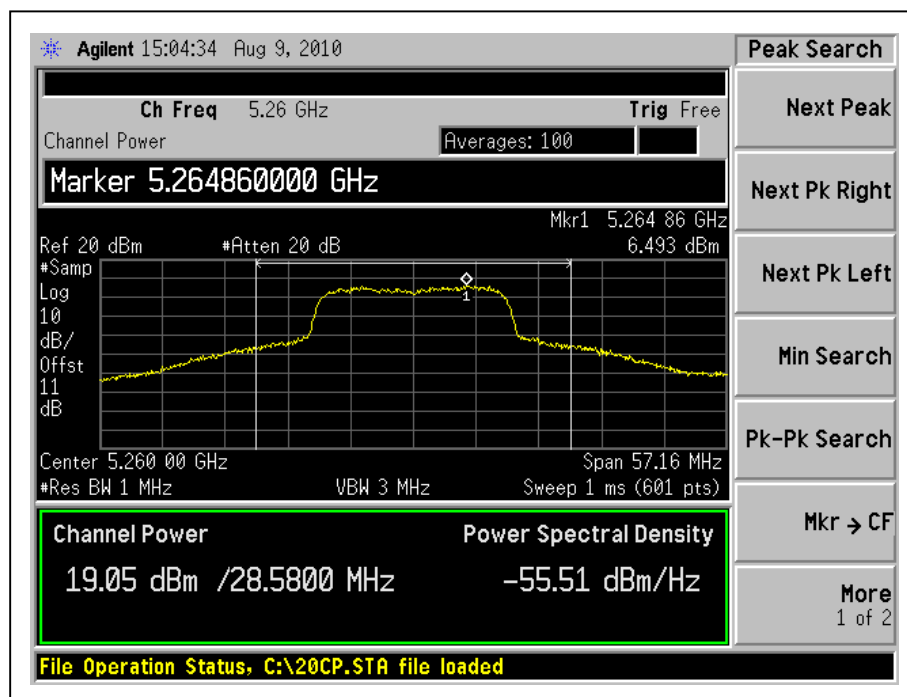 Agilent 15:04:34 Aug 9, 2010
Peak Search
Ch Freq 5.26 GHz Trig Free
Channel Power Averages: 100
Marker 5.264860000 GHz
Mkr1 5.264 86 GHz
Ref 20 dBm #Atten 20 dB 6.493 dBm
#Samp
Log
10
dB/
Offst
11
dB
1
Center 5.260 00 GHz Span 57.16 MHz
#Res BW 1 MHz VBW 3 MHz Sweep 1 ms (601 pts)
Channel Power Power Spectral Density
19.05 dBm /28.5800 MHz -55.51 dBm/Hz
File Operation Status, C:\20CP.STA file loaded
Next Peak
Next Pk Right
Next Pk Left
Min Search
Pk-Pk Search
Mkr → CF
More
1 of 2